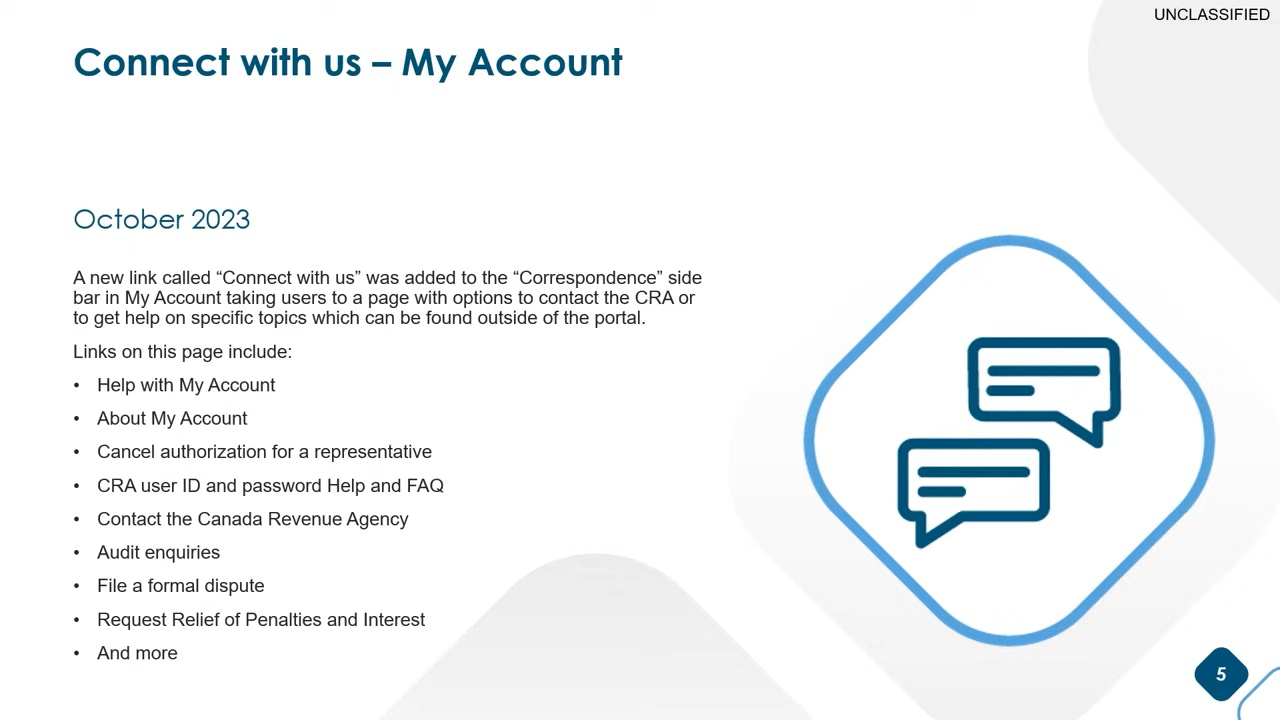 UNCLASSIFIED
Connect with us – My Account
October 2023
A new link called “Connect with us” was added to the “Correspondence” side
bar in My Account taking users to a page with options to contact the CRA or
to get help on specific topics which can be found outside of the portal.
Links on this page include:
• Help with My Account
• About My Account
• Cancel authorization for a representative
• CRA user ID and password Help and FAQ
• Contact the Canada Revenue Agency
• Audit enquiries
• File a formal dispute
• Request Relief of Penalties and Interest
• And more
5